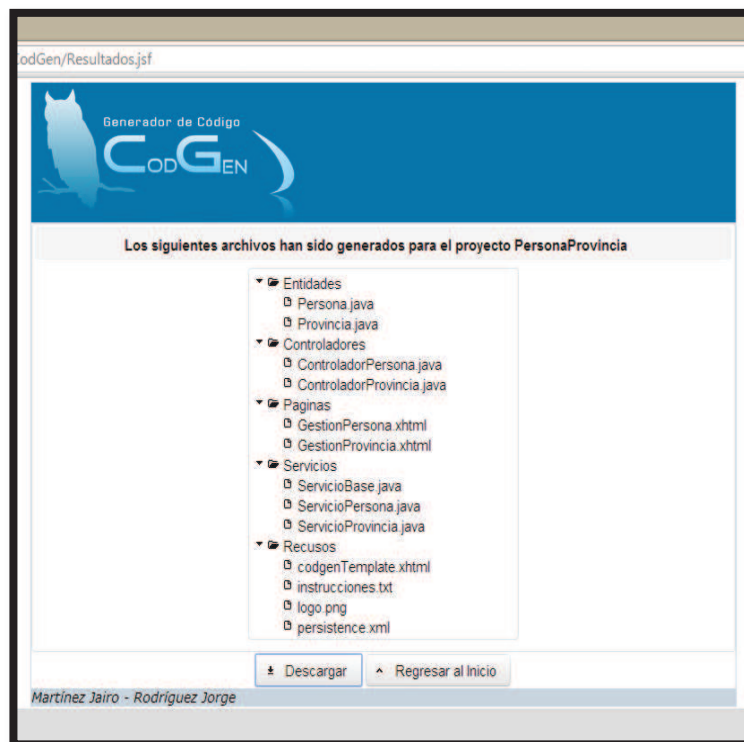 CodGen/Resultados.jsf
Generador de Código
CODGEN
Los siguientes archivos han sido generados para el proyecto PersonaProvincia
Entidades
Persona.java
Provincia.java
Controladores
ControladorPersona.java
ControladorProvincia.java
Paginas
GestionPersona.xhtml
GestionProvincia.xhtml
Servicios
ServicioBase.java
ServicioPersona.java
ServicioProvincia.java
Recusos
codgenTemplate.xhtml
instrucciones.txt
logo.png
persistence.xml
Descargar Regresar al Inicio
Martínez Jairo - Rodríguez Jorge